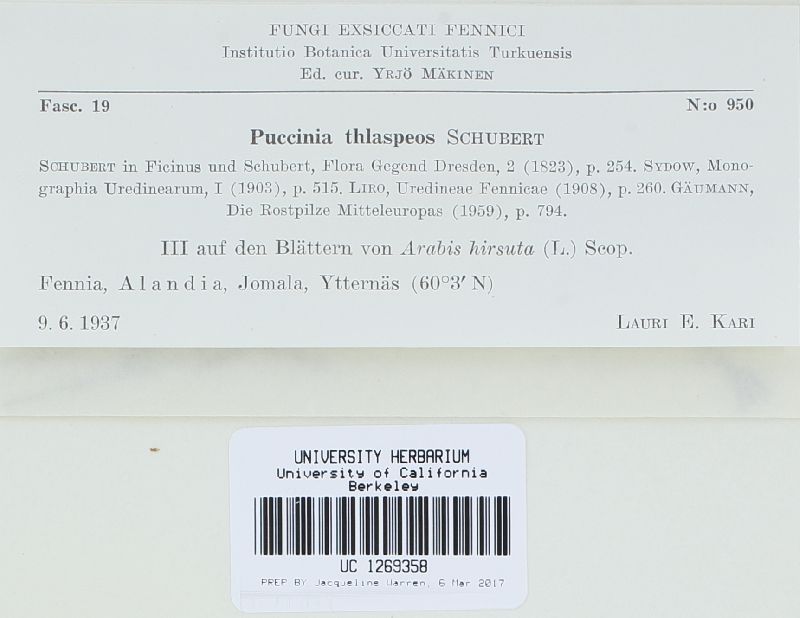 FUNGI EXSICCATI FENNICI
Institutio Botanica Universitatis Turkuensis
Ed. cur. YRJÖ MÄKINEN
Fasc. 19 N:o 950
Puccinia thlaspeos SCHUBERT
SCHUBERT in Ficinus und Schubert, Flora Gegend Dresden, 2 (1823), p. 254. SYDOW, Mono-
graphia Uredinearum, I (1903), p. 515. LIRO, Uredineae Fennicae (1908), p. 260. GÄUMANN,
Die Rostpilze Mitteleuropas (1959), p. 794.
III auf den Blättern von Arabis hirsuta (L.) Scop.
Fennia, Alandia, Jomala, Ytternäs (60°3′ N)
9. 6. 1937 LAURI E. KARI
UNIVERSITY HERBARIUM
University of California
Berkeley
UC 1269358
PREP BY Jacqueline Warren, 6 Mar 2017